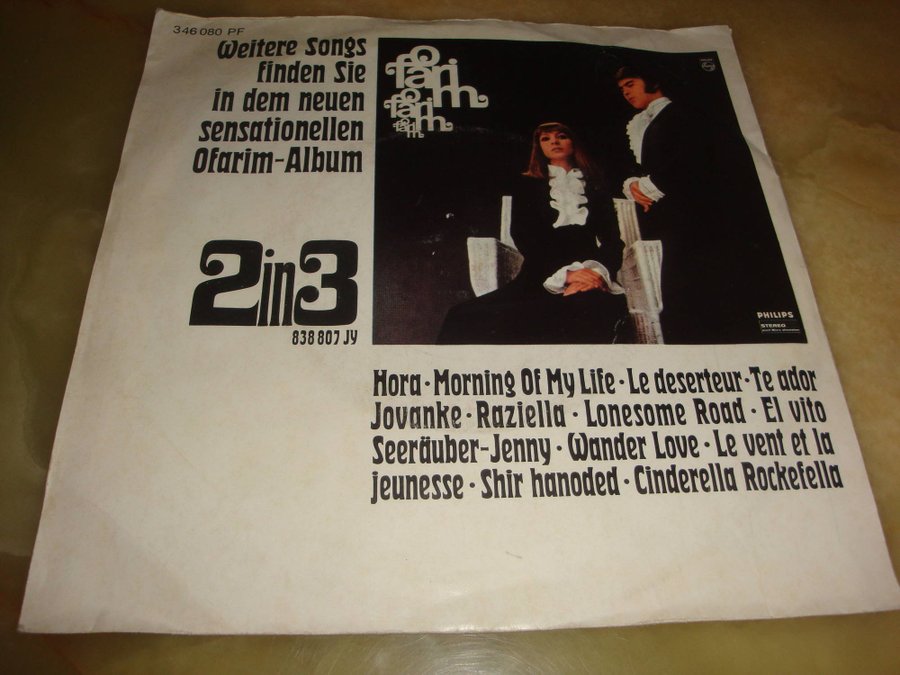 346 080 PF
Weitere Songs
finden Sie
in dem neuen
sensationellen
Ofarim-Album
2in3
838 807 JY
Ofarim
Ofarim
Ofarim
PHILIPS
STEREO
Hora · Morning Of My Life · Le deserteur · Te ador
Jovanke · Raziella · Lonesome Road · El vito
Seeräuber-Jenny · Wander Love · Le vent et la
jeunesse · Shir hanoded · Cinderella Rockefella